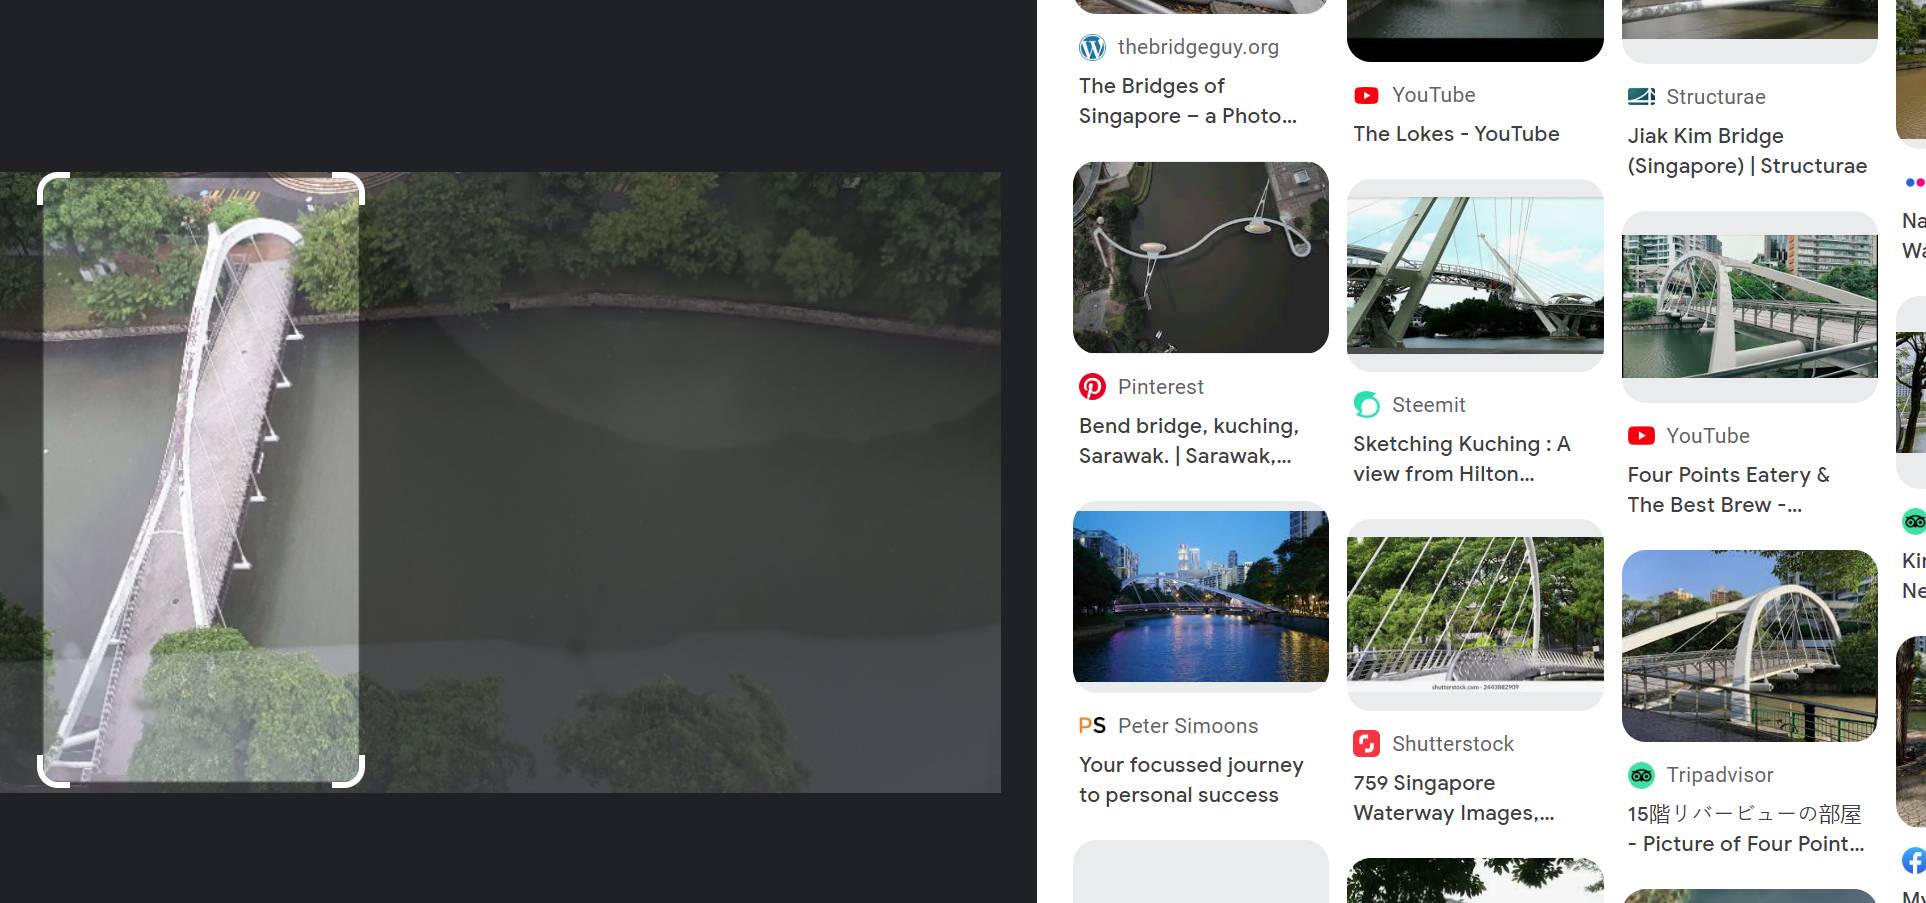 thebridgeguy.org
The Bridges of
Singapore – a Photo...
Pinterest
Bend bridge, kuching,
Sarawak. | Sarawak,...
PS Peter Simoons
Your focussed journey
to personal success
YouTube
The Lokes - YouTube
Steemit
Sketching Kuching : A
view from Hilton...
shutterstock.com · 2443882909
Shutterstock
759 Singapore
Waterway Images,...
Structurae
Jiak Kim Bridge
(Singapore) | Structurae
YouTube
Four Points Eatery &
The Best Brew -...
Tripadvisor
15階リバービューの部屋
- Picture of Four Point...
Na
Wa
Kin
Ne
My